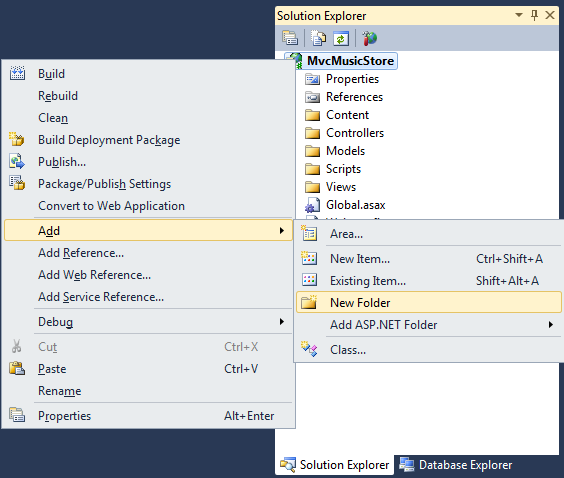 Solution Explorer
MvcMusicStore
Properties
References
Content
Controllers
Models
Scripts
Views
Global.asax
Build
Rebuild
Clean
Build Deployment Package
Publish...
Package/Publish Settings
Convert to Web Application
Add
Add Reference...
Add Web Reference...
Add Service Reference...
Debug
Cut Ctrl+X
Paste Ctrl+V
Rename
Properties Alt+Enter
Area...
New Item... Ctrl+Shift+A
Existing Item... Shift+Alt+A
New Folder
Add ASP.NET Folder
Class...
Solution Explorer Database Explorer